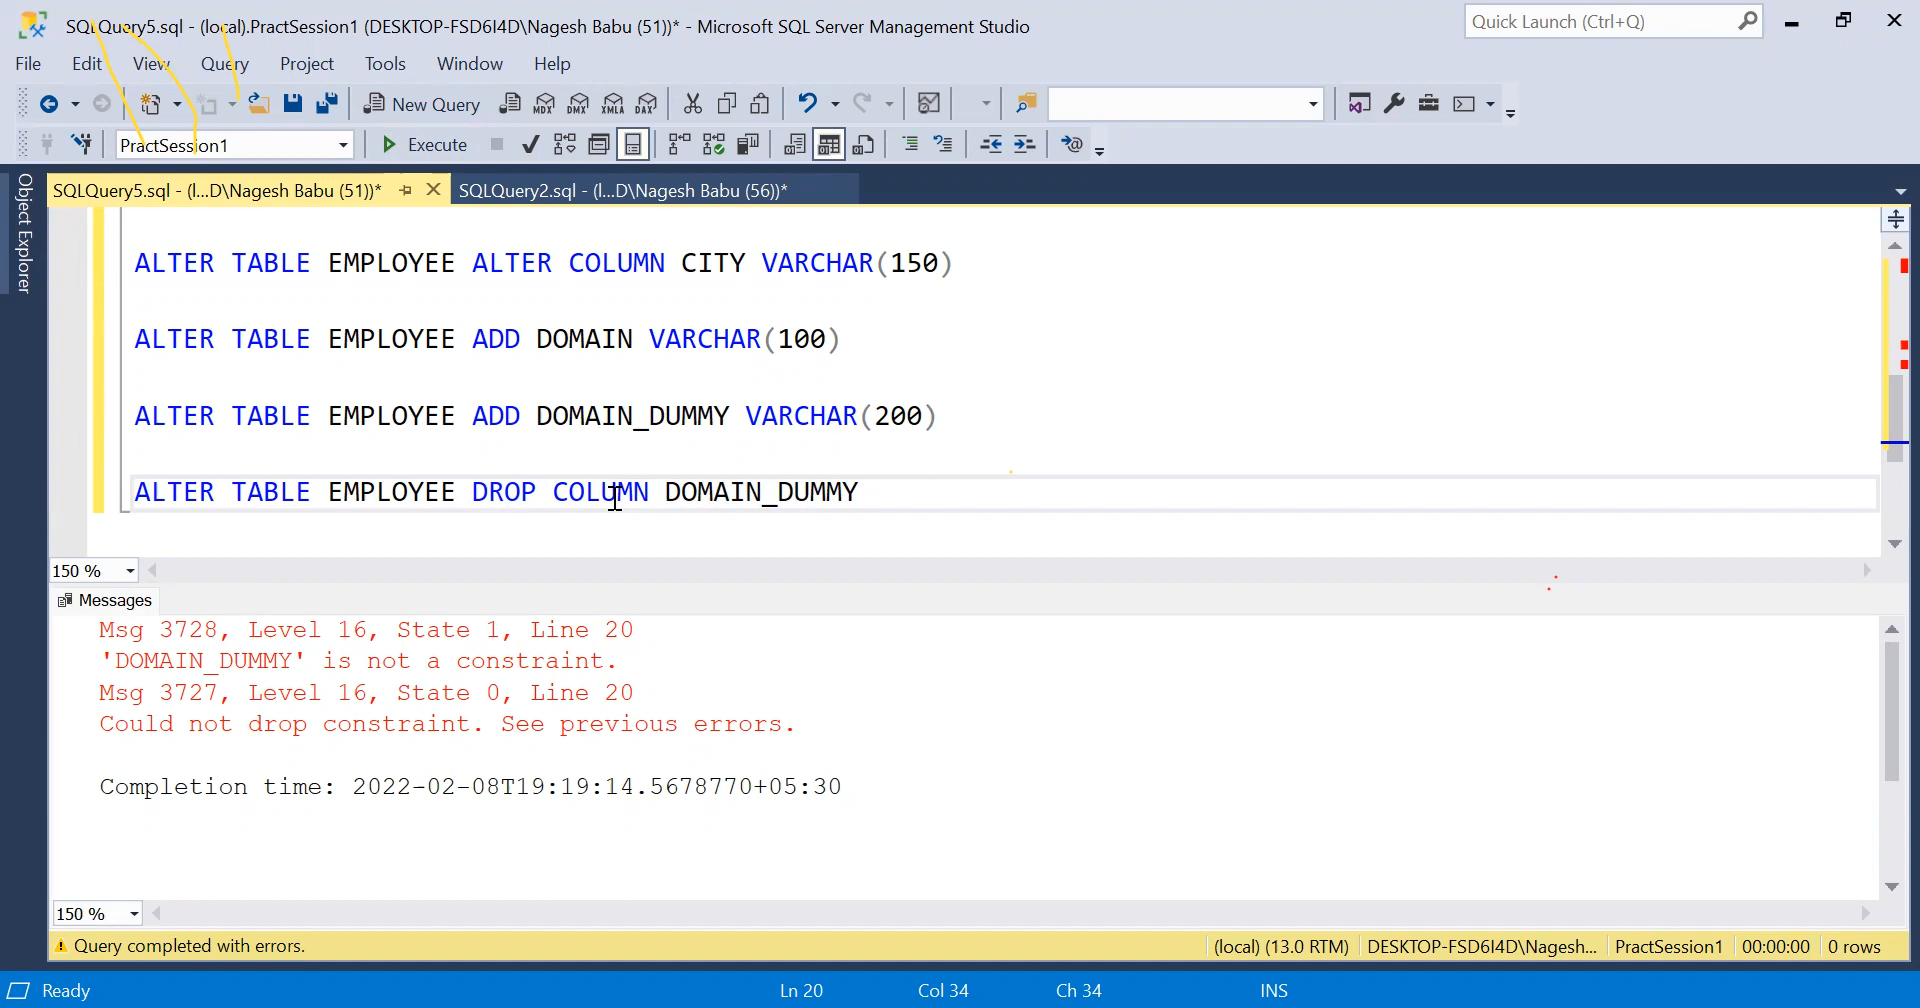 SQLQuery5.sql - (local).PractSession1 (DESKTOP-FSD6I4D\Nagesh Babu (51))* - Microsoft SQL Server Management Studio
Quick Launch (Ctrl+Q)
File Edit View Query Project Tools Window Help
New Query MDX DMX XMLA DAX
PractSession1 Execute
Object Explorer
SQLQuery5.sql - (l...D\Nagesh Babu (51))* SQLQuery2.sql - (l...D\Nagesh Babu (56))*
ALTER TABLE EMPLOYEE ALTER COLUMN CITY VARCHAR(150)
ALTER TABLE EMPLOYEE ADD DOMAIN VARCHAR(100)
ALTER TABLE EMPLOYEE ADD DOMAIN_DUMMY VARCHAR(200)
ALTER TABLE EMPLOYEE DROP COLUMN DOMAIN_DUMMY
150 %
Messages
Msg 3728, Level 16, State 1, Line 20
'DOMAIN_DUMMY' is not a constraint.
Msg 3727, Level 16, State 0, Line 20
Could not drop constraint. See previous errors.
Completion time: 2022-02-08T19:19:14.5678770+05:30
150 %
Query completed with errors. (local) (13.0 RTM) DESKTOP-FSD6I4D\Nagesh... PractSession1 00:00:00 0 rows
Ready Ln 20 Col 34 Ch 34 INS